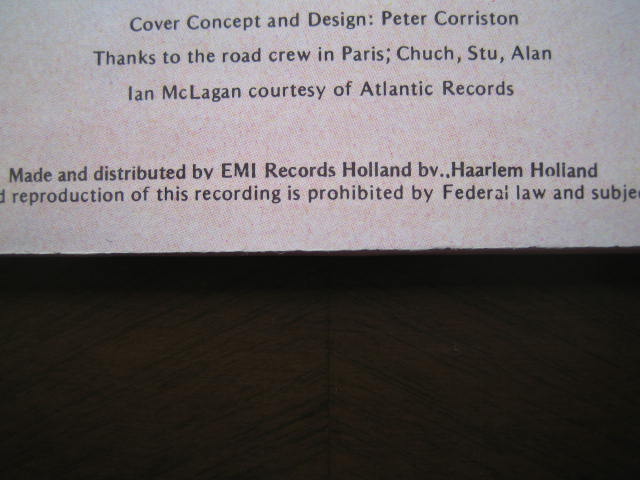 Cover Concept and Design: Peter Corriston
Thanks to the road crew in Paris; Chuch, Stu, Alan
Ian McLagan courtesy of Atlantic Records
Made and distributed by EMI Records Holland bv.,Haarlem Holland
reproduction of this recording is prohibited by Federal law and